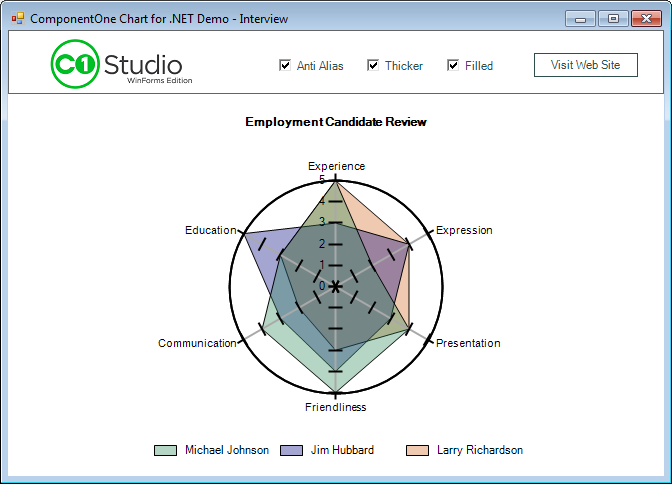 ComponentOne Chart for .NET Demo - Interview
C1 Studio
WinForms Edition
Anti Alias
Thicker
Filled
Visit Web Site
Employment Candidate Review
Experience
5
4
Education
3
Expression
2
1
0
Communication
Presentation
Friendliness
Michael Johnson
Jim Hubbard
Larry Richardson